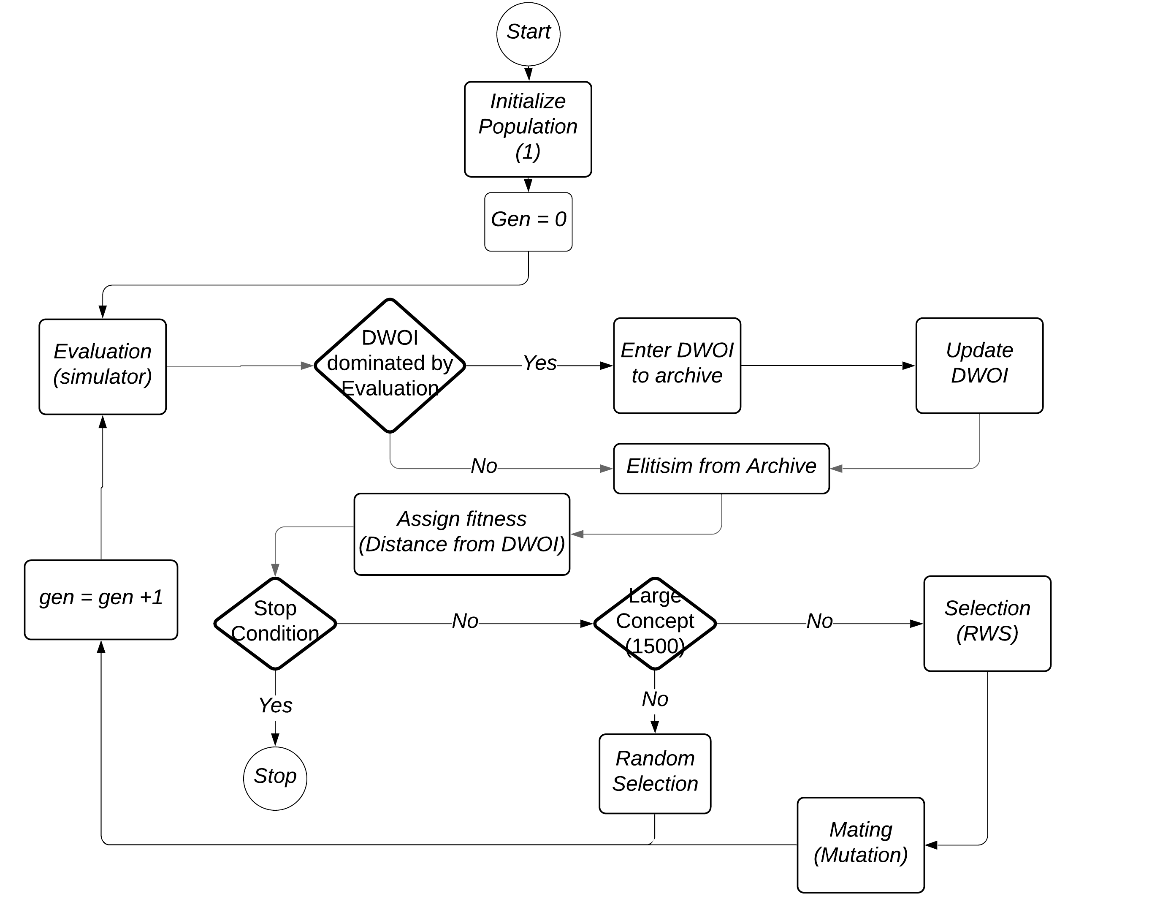 Start
Initialize
Population
(1)
Gen = 0
Evaluation
(simulator)
DWOI
dominated by
Evaluation
Yes
Enter DWOI
to archive
Update
DWOI
No
Elitisim from Archive
Assign fitness
(Distance from DWOI)
gen = gen +1
Stop
Condition
No
Large
Concept
(1500)
No
Selection
(RWS)
Yes
No
Stop
Random
Selection
Mating
(Mutation)